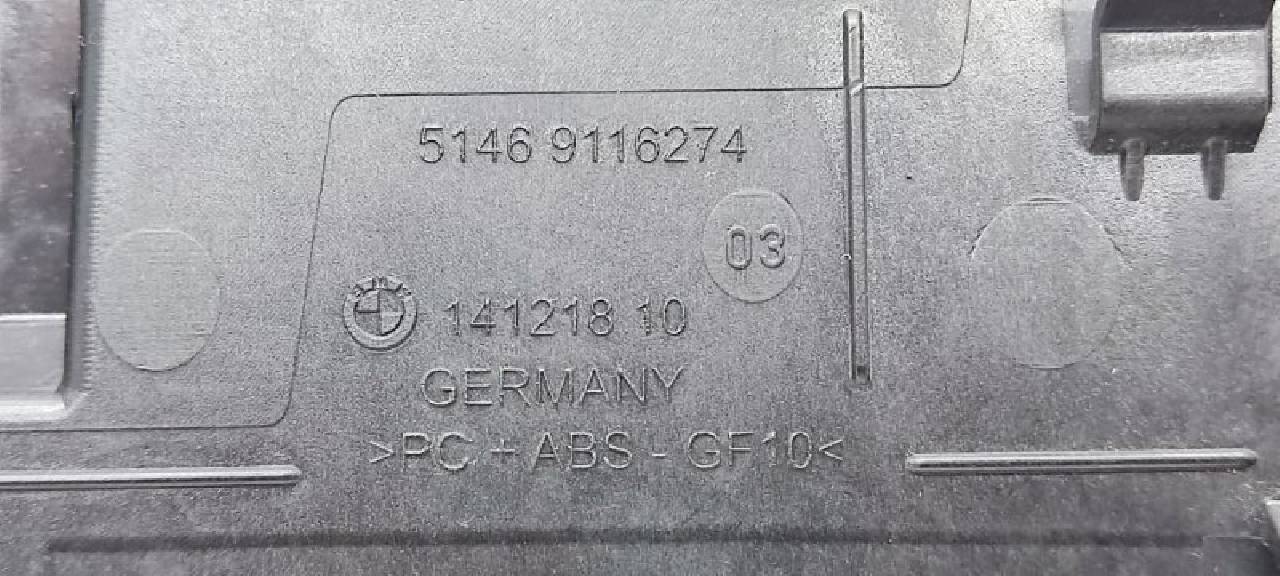 5146 9116274
03
141218 10
GERMANY
>PC + ABS - GF10<